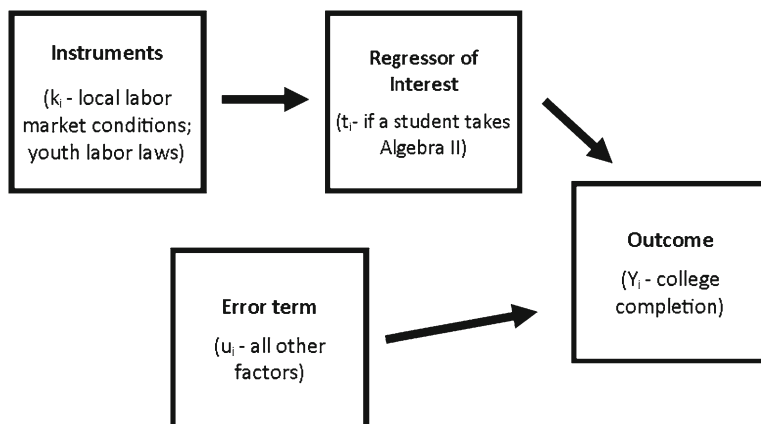 Instruments
(kᵢ - local labor
market conditions;
youth labor laws)
Regressor of
Interest
(tᵢ- if a student takes
Algebra II)
Outcome
(Yᵢ - college
completion)
Error term
(uᵢ - all other
factors)